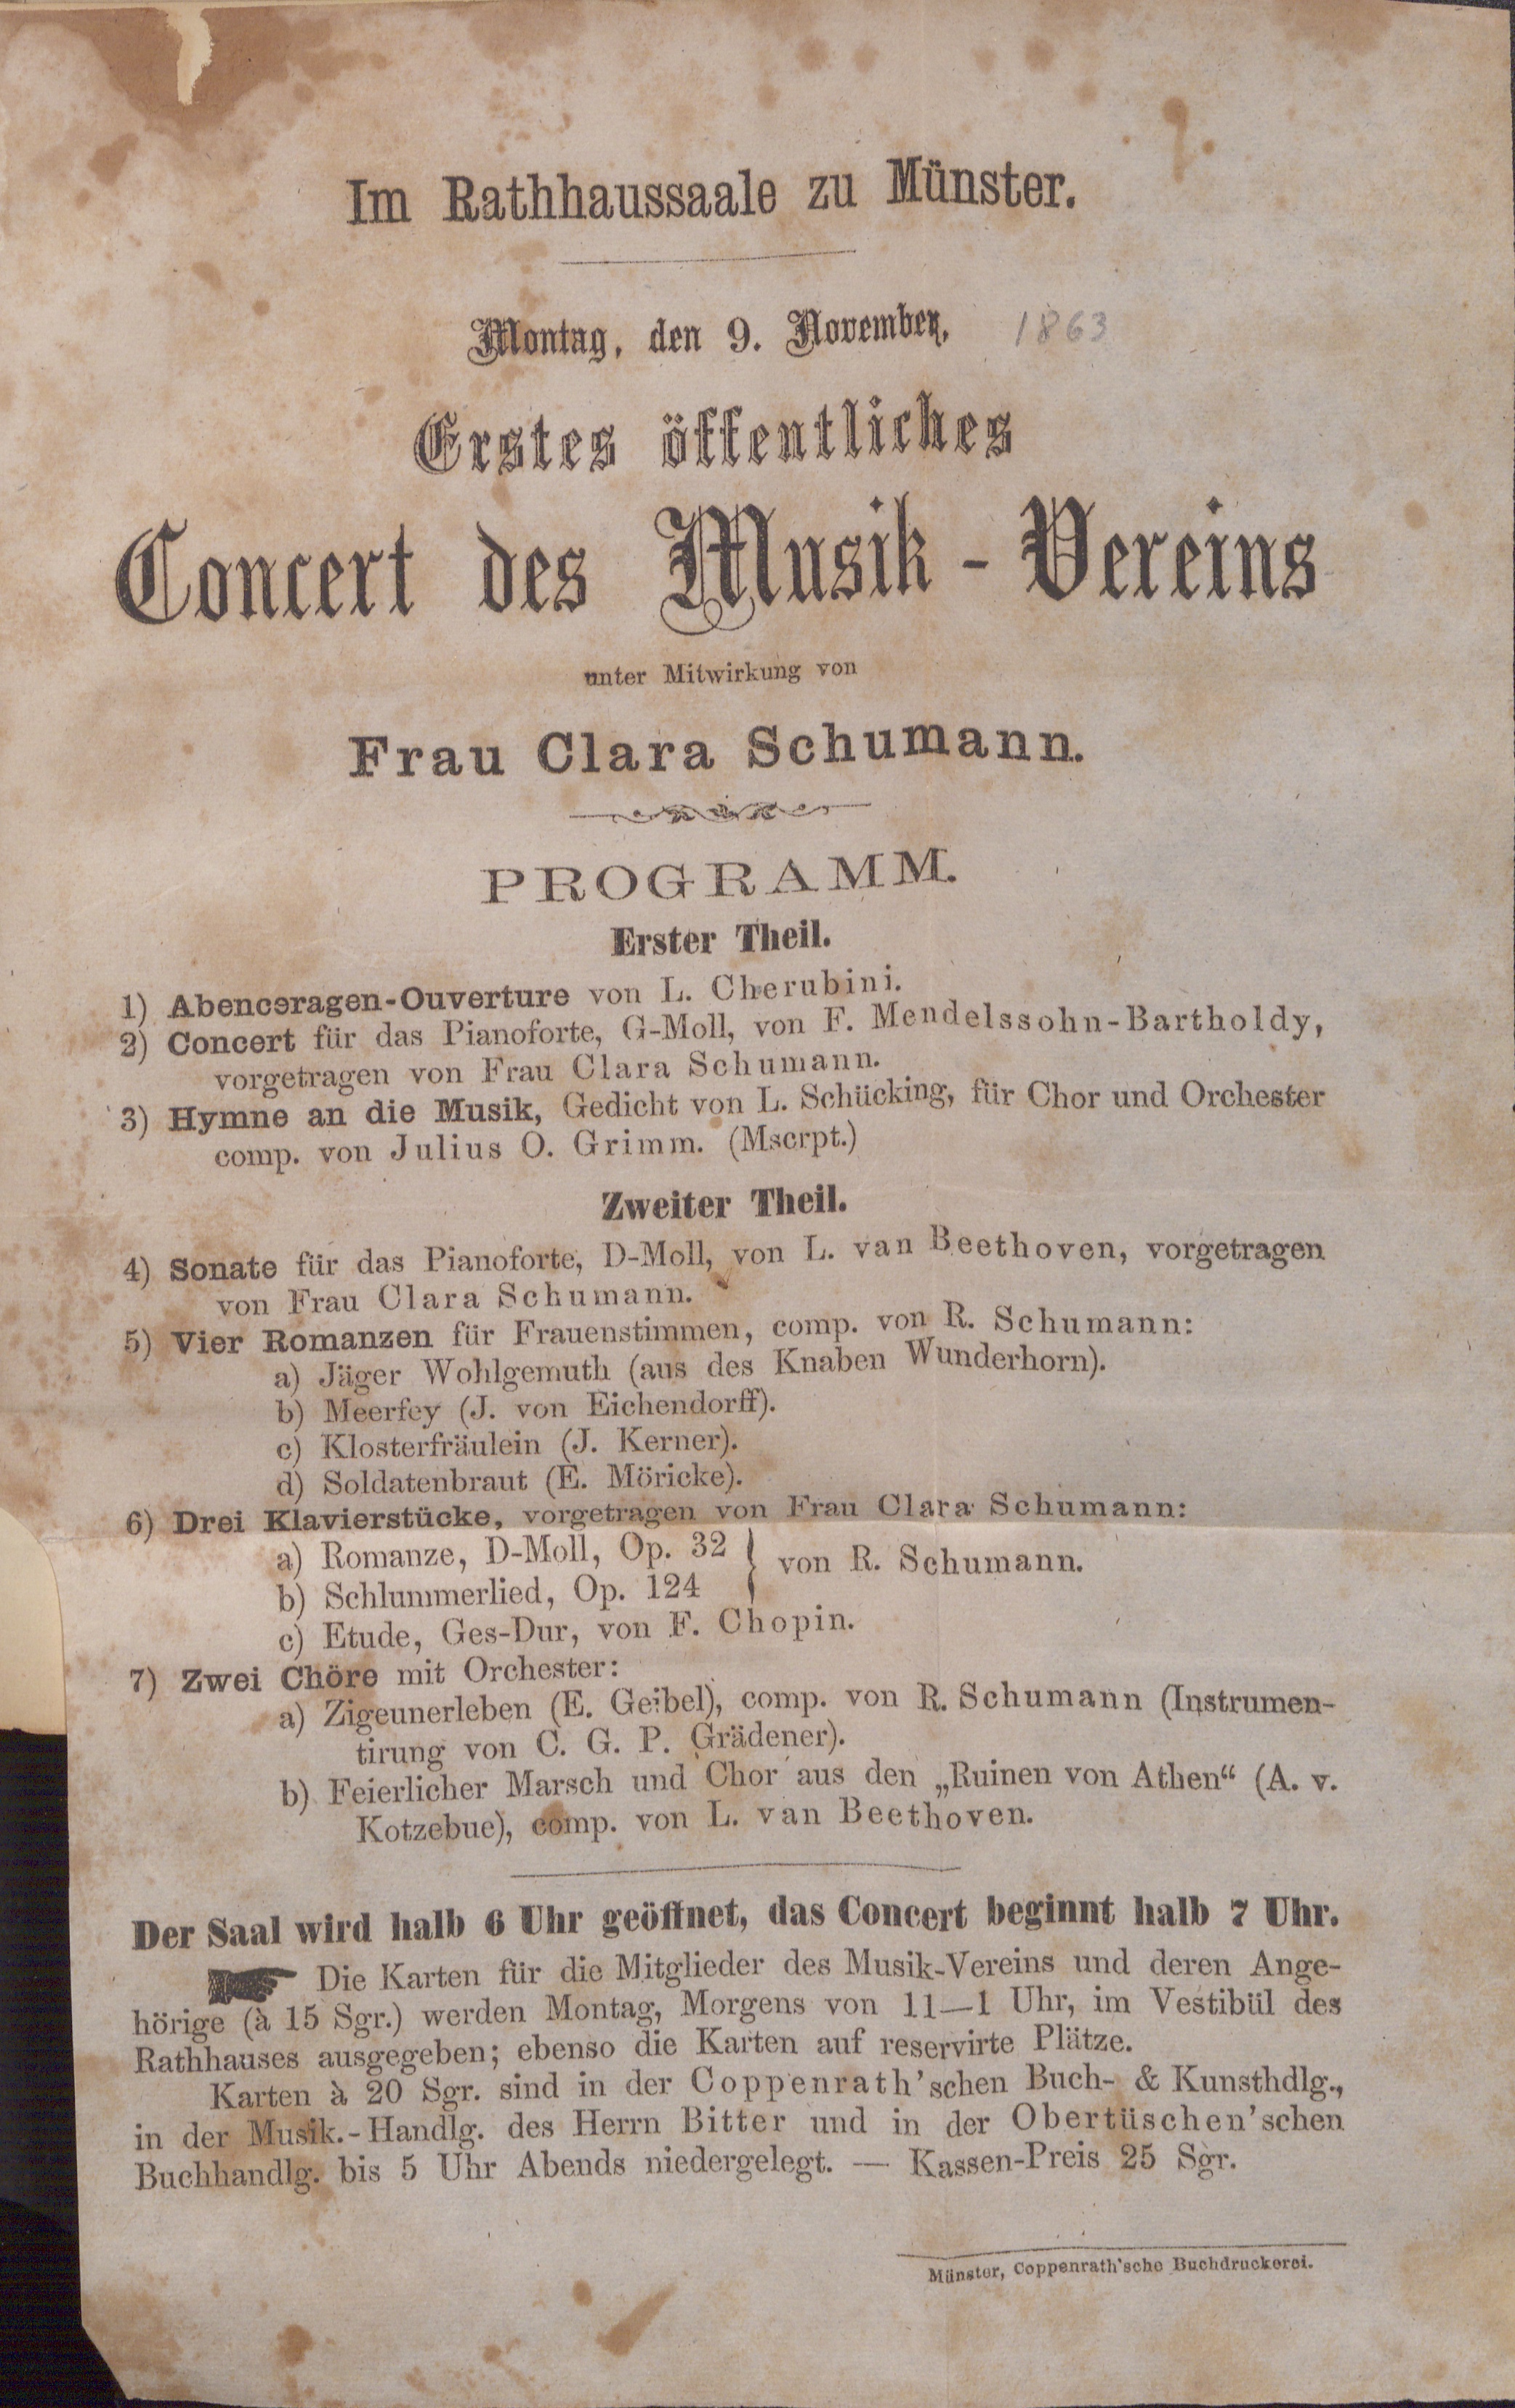 Im Rathhaussaale zu Münster.
Montag, den 9. November, 1863
Erstes öffentliches
Concert des Musik-Vereins
unter Mitwirkung von
Frau Clara Schumann.
PROGRAMM.
Erster Theil.
1) Abenceragen-Ouverture von L. Cherubini.
2) Concert für das Pianoforte, G-Moll, von F. Mendelssohn-Bartholdy,
vorgetragen von Frau Clara Schumann.
3) Hymne an die Musik, Gedicht von L. Schücking, für Chor und Orchester
comp. von Julius O. Grimm. (Mscrpt.)
Zweiter Theil.
4) Sonate für das Pianoforte, D-Moll, von L. van Beethoven, vorgetragen
von Frau Clara Schumann.
5) Vier Romanzen für Frauenstimmen, comp. von R. Schumann:
a) Jäger Wohlgemuth (aus des Knaben Wunderhorn).
b) Meerfey (J. von Eichendorff).
c) Klosterfräulein (J. Kerner).
d) Soldatenbraut (E. Möricke).
6) Drei Klavierstücke, vorgetragen von Frau Clara Schumann:
a) Romanze, D-Moll, Op. 32 } von R. Schumann.
b) Schlummerlied, Op. 124
c) Etude, Ges-Dur, von F. Chopin.
7) Zwei Chöre mit Orchester:
a) Zigeunerleben (E. Geibel), comp. von R. Schumann (Instrumen-
tirung von C. G. P. Grädener).
b) Feierlicher Marsch und Chor aus den „Ruinen von Athen“ (A. v.
Kotzebue), comp. von L. van Beethoven.
Der Saal wird halb 6 Uhr geöffnet, das Concert beginnt halb 7 Uhr.
Die Karten für die Mitglieder des Musik-Vereins und deren Ange-
hörige (à 15 Sgr.) werden Montag, Morgens von 11—1 Uhr, im Vestibül des
Rathhauses ausgegeben; ebenso die Karten auf reservirte Plätze.
Karten à 20 Sgr. sind in der Coppenrath'schen Buch- & Kunsthdlg.,
in der Musik.-Handlg. des Herrn Bitter und in der Obertüschen'schen
Buchhandlg. bis 5 Uhr Abends niedergelegt. — Kassen-Preis 25 Sgr.
Münster, Coppenrath'sche Buchdruckerei.